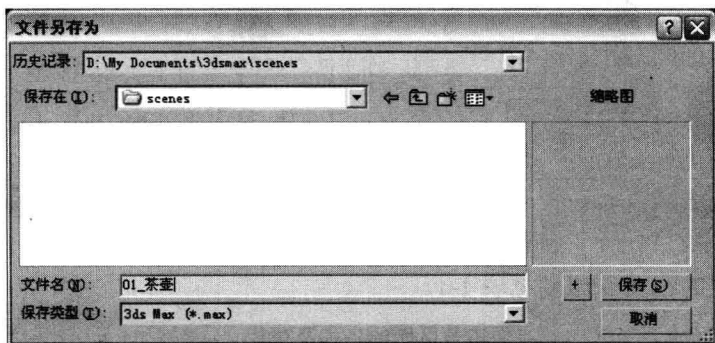 文件另存为
历史记录: D:\My Documents\3dsmax\scenes
保存在(I): scenes
缩略图
文件名(N): 01_茶壶
+ 保存(S)
保存类型(T): 3ds Max (*.max)
取消